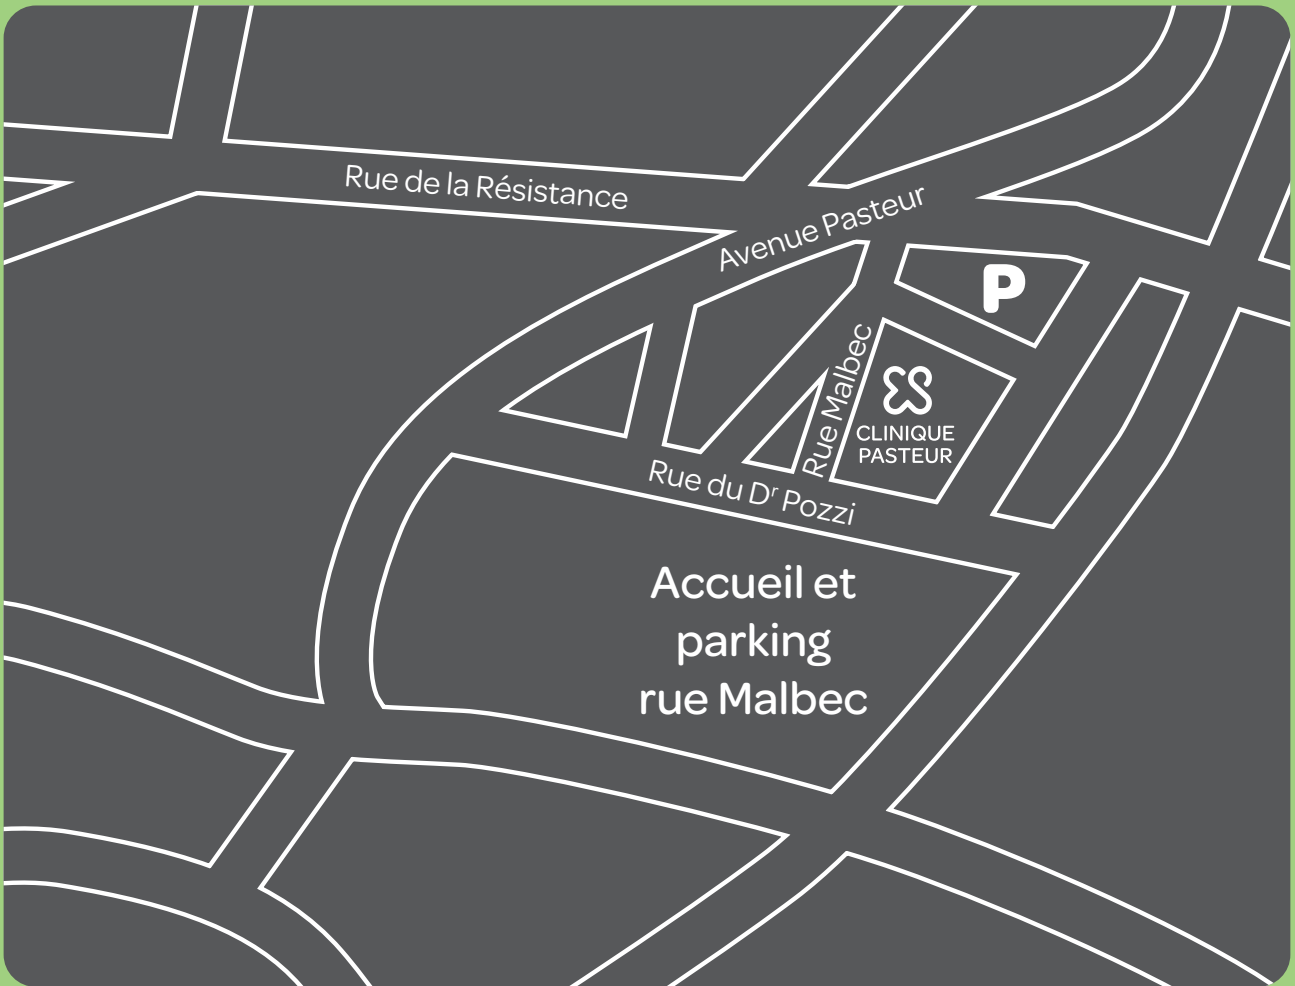 Rue de la Résistance
Avenue Pasteur
P
Rue Malbec
CLINIQUE
PASTEUR
Rue du Dʳ Pozzi
Accueil et
parking
rue Malbec